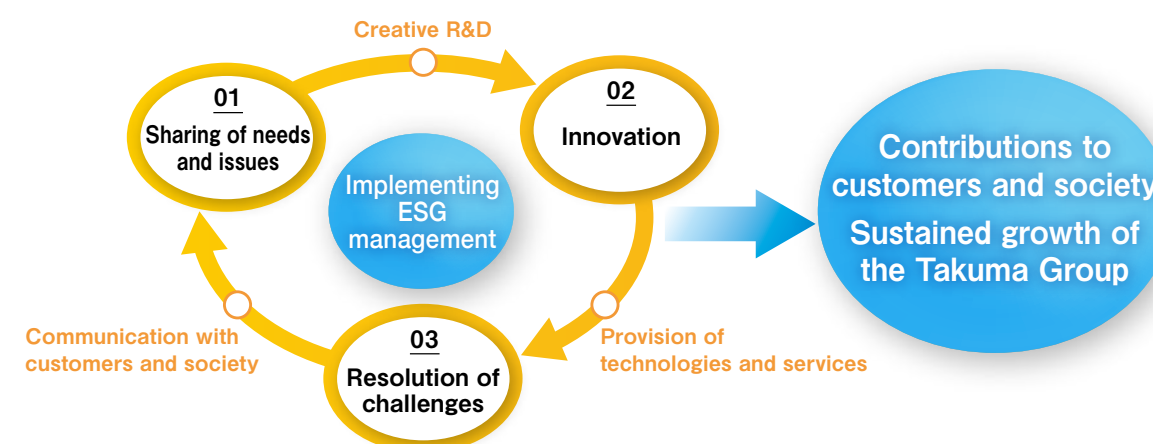 Creative R&D
01
Sharing of needs
and issues
02
Innovation
Implementing
ESG
management
Contributions to
customers and society
Sustained growth of
the Takuma Group
Communication with
customers and society
03
Resolution of
challenges
Provision of
technologies and services